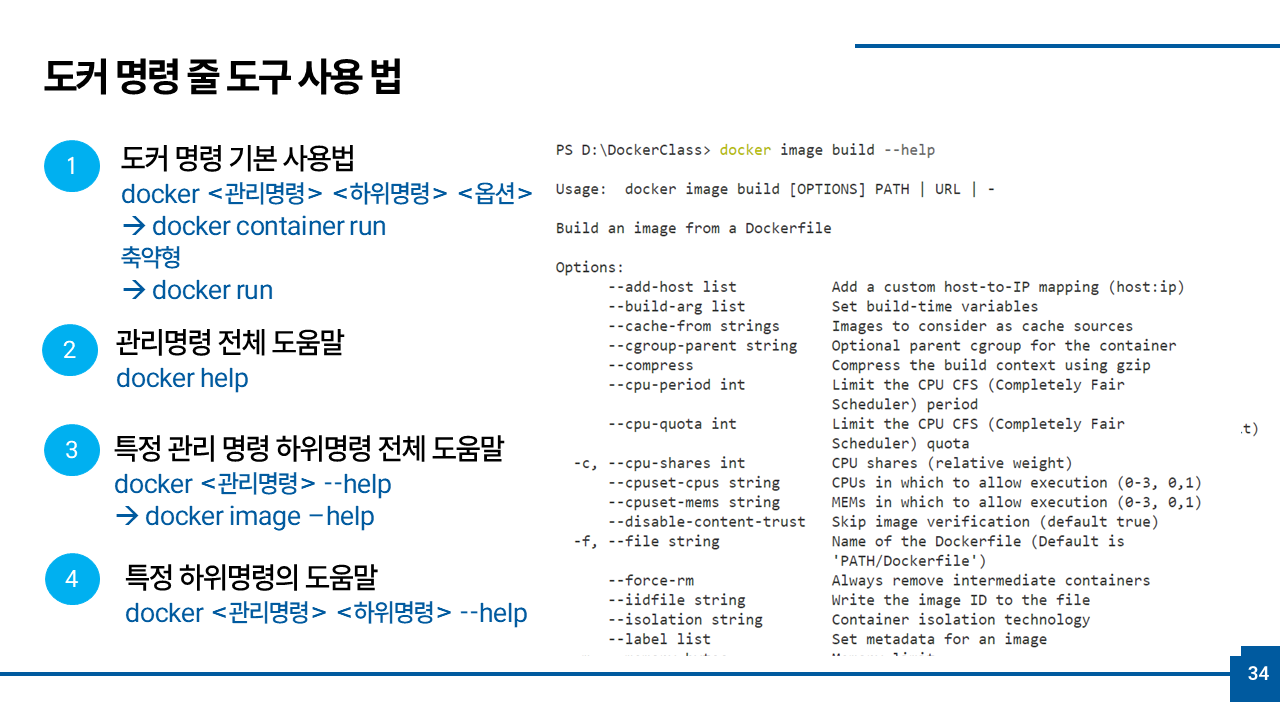 도커 명령 줄 도구 사용 법
1
도커 명령 기본 사용법
docker <관리명령> <하위명령> <옵션>
→ docker container run
축약형
→ docker run
2
관리명령 전체 도움말
docker help
3
특정 관리 명령 하위명령 전체 도움말
docker <관리명령> --help
→ docker image –help
4
특정 하위명령의 도움말
docker <관리명령> <하위명령> --help
PS D:\DockerClass> docker image build --help
Usage:  docker image build [OPTIONS] PATH | URL | -
Build an image from a Dockerfile
Options:
--add-host list Add a custom host-to-IP mapping (host:ip)
--build-arg list Set build-time variables
--cache-from strings Images to consider as cache sources
--cgroup-parent string Optional parent cgroup for the container
--compress Compress the build context using gzip
--cpu-period int Limit the CPU CFS (Completely Fair
Scheduler) period
--cpu-quota int Limit the CPU CFS (Completely Fair
Scheduler) quota
-c, --cpu-shares int CPU shares (relative weight)
--cpuset-cpus string CPUs in which to allow execution (0-3, 0,1)
--cpuset-mems string MEMs in which to allow execution (0-3, 0,1)
--disable-content-trust Skip image verification (default true)
-f, --file string Name of the Dockerfile (Default is
'PATH/Dockerfile')
--force-rm Always remove intermediate containers
--iidfile string Write the image ID to the file
--isolation string Container isolation technology
--label list Set metadata for an image
t)
34